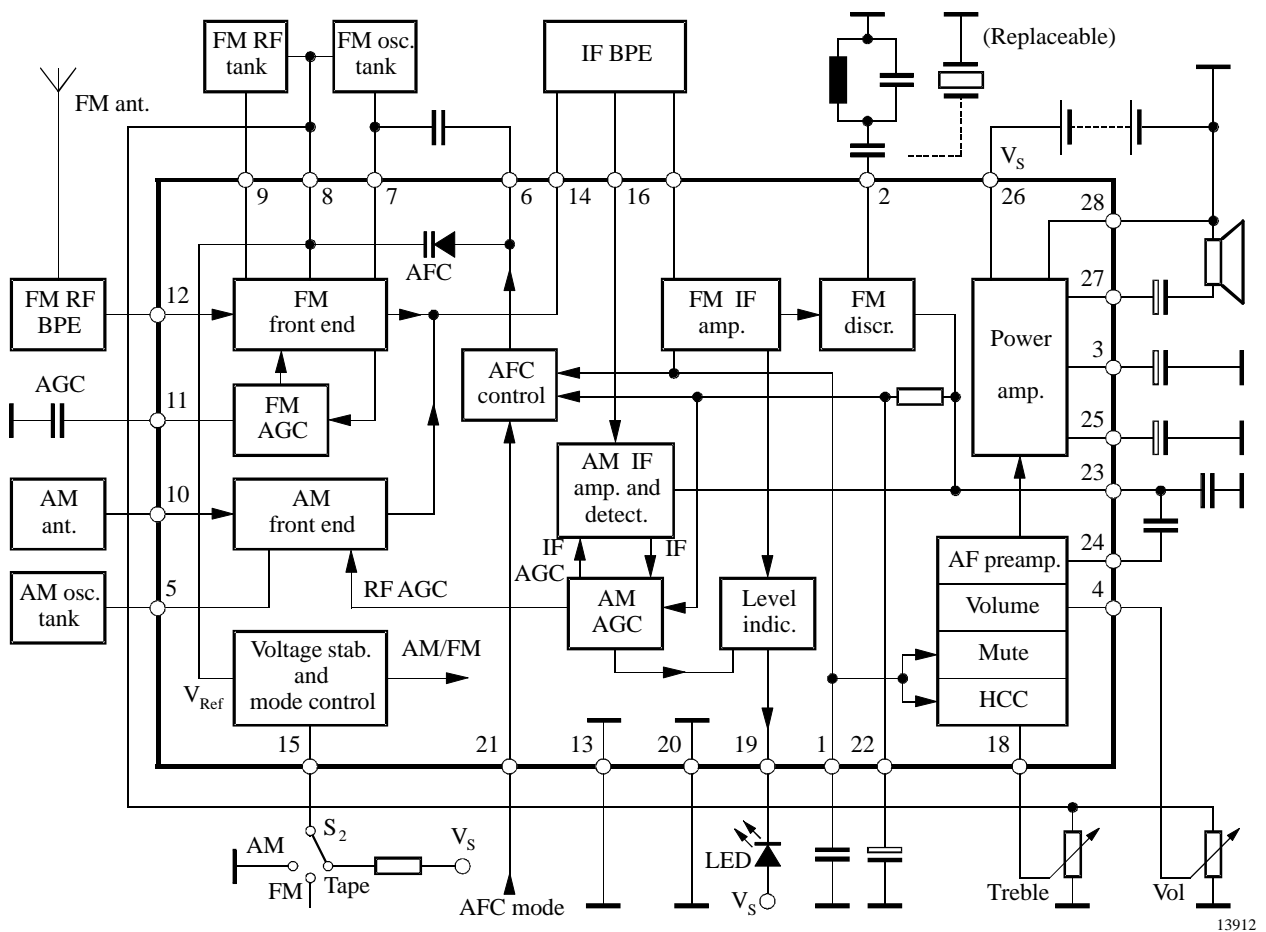 FM RF
tank
FM osc.
tank
IF BPE
(Replaceable)
FM ant.
V_S
9
8
7
6
14
16
2
26
28
AFC
FM RF
BPE
12
FM
front end
FM IF
amp.
FM
discr.
27
Power
amp.
3
AGC
11
FM
AGC
AFC
control
25
AM
ant.
10
AM
front end
AM IF
amp. and
detect.
23
IF
AGC
IF
AF preamp.
24
AM osc.
tank
5
RF AGC
AM
AGC
Level
indic.
Volume
4
Voltage stab.
and
mode control
AM/FM
Mute
V_Ref
HCC
15
21
13
20
19
1
22
18
S_2
AM
V_S
FM
Tape
LED
AFC mode
V_S
Treble
Vol
13912